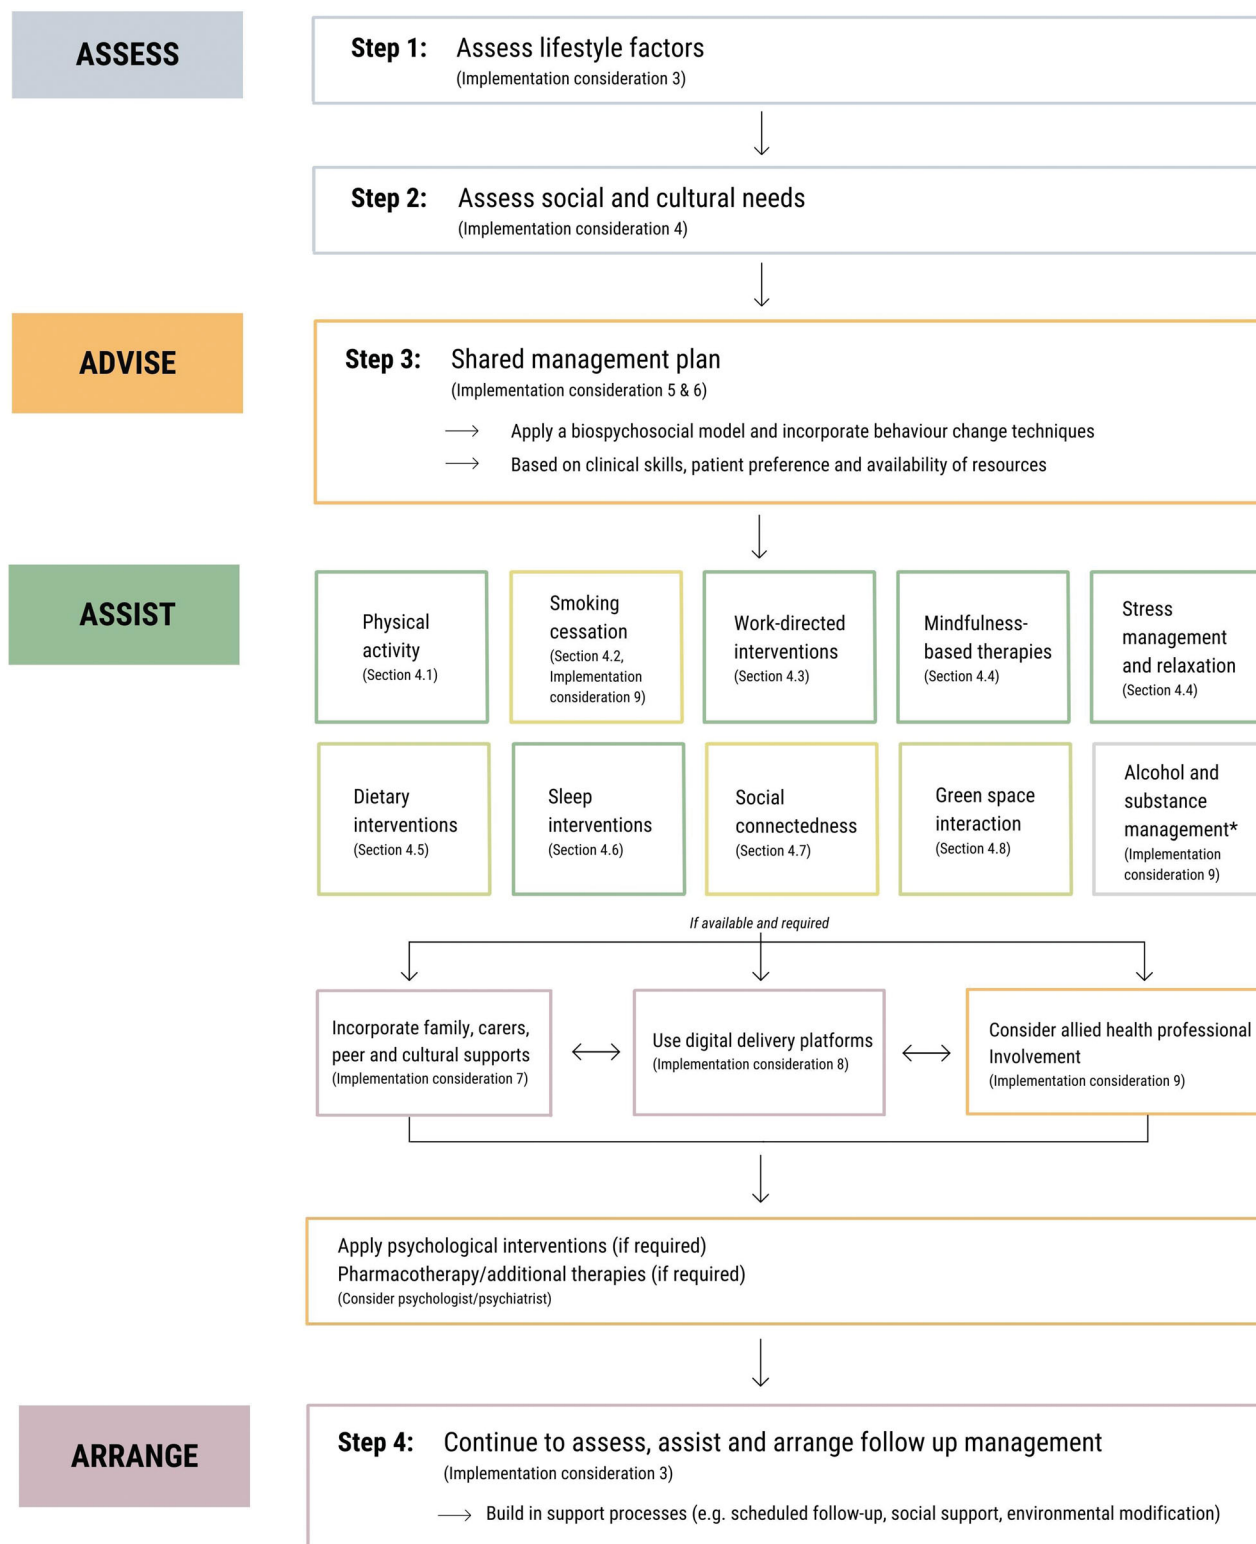 ASSESS
Step 1: Assess lifestyle factors
(Implementation consideration 3)
Step 2: Assess social and cultural needs
(Implementation consideration 4)
ADVISE
Step 3: Shared management plan
(Implementation consideration 5 & 6)
Apply a biospychosocial model and incorporate behaviour change techniques
Based on clinical skills, patient preference and availability of resources
ASSIST
Physical
activity
(Section 4.1)
Smoking
cessation
(Section 4.2,
Implementation
consideration 9)
Work-directed
interventions
(Section 4.3)
Mindfulness-
based therapies
(Section 4.4)
Stress
management
and relaxation
(Section 4.4)
Dietary
interventions
(Section 4.5)
Sleep
interventions
(Section 4.6)
Social
connectedness
(Section 4.7)
Green space
interaction
(Section 4.8)
Alcohol and
substance
management*
(Implementation
consideration 9)
If available and required
Incorporate family, carers,
peer and cultural supports
(Implementation consideration 7)
Use digital delivery platforms
(Implementation consideration 8)
Consider allied health professional
Involvement
(Implementation consideration 9)
Apply psychological interventions (if required)
Pharmacotherapy/additional therapies (if required)
(Consider psychologist/psychiatrist)
ARRANGE
Step 4: Continue to assess, assist and arrange follow up management
(Implementation consideration 3)
Build in support processes (e.g. scheduled follow-up, social support, environmental modification)